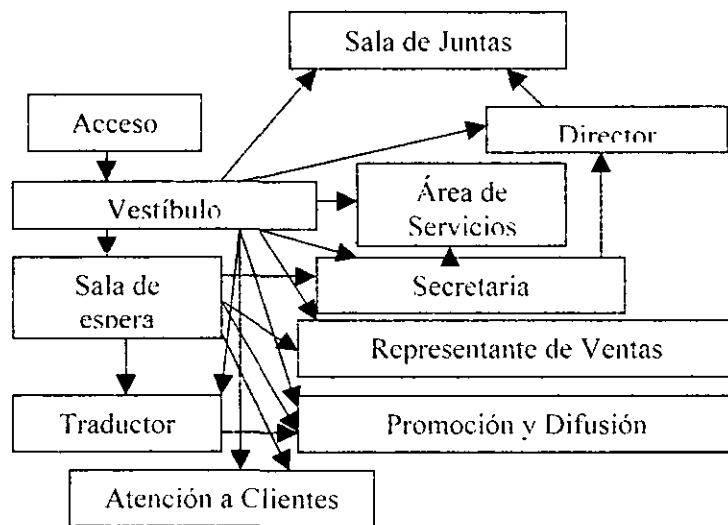 Sala de Juntas
Acceso
Director
Vestíbulo
Área de
Servicios
Sala de
espera
Secretaria
Representante de Ventas
Traductor
Promoción y Difusión
Atención a Clientes